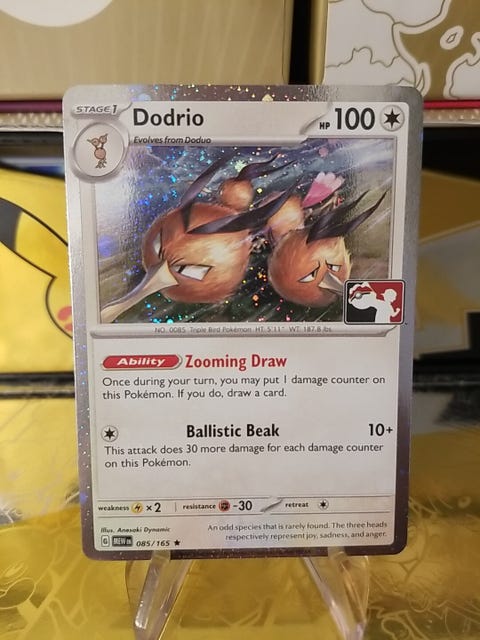 STAGE 1
Dodrio
HP 100
Evolves from Doduo
NO. 0085 Triple Bird Pokémon HT: 5'11" WT: 187.8 lbs.
Ability Zooming Draw
Once during your turn, you may put 1 damage counter on
this Pokémon. If you do, draw a card.
Ballistic Beak 10+
This attack does 30 more damage for each damage counter
on this Pokémon.
weakness ×2 resistance -30 retreat
Illus. Anesaki Dynamic
An odd species that is rarely found. The three heads
respectively represent joy, sadness, and anger.
G MEW EN 085/165 ★